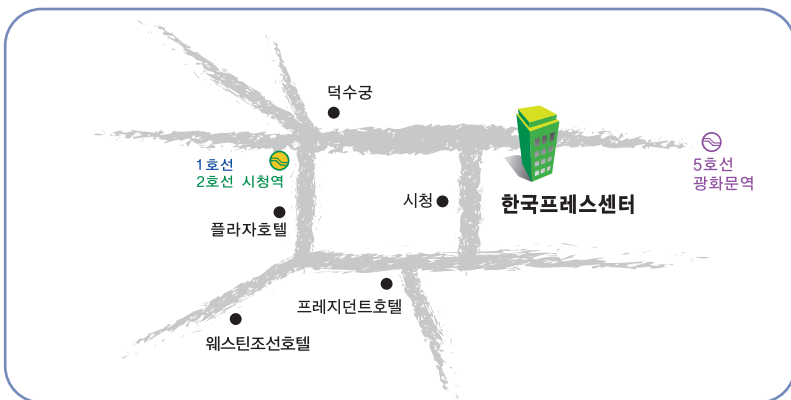 덕수궁
1호선
2호선 시청역
5호선
광화문역
시청
한국프레스센터
플라자호텔
프레지던트호텔
웨스틴조선호텔